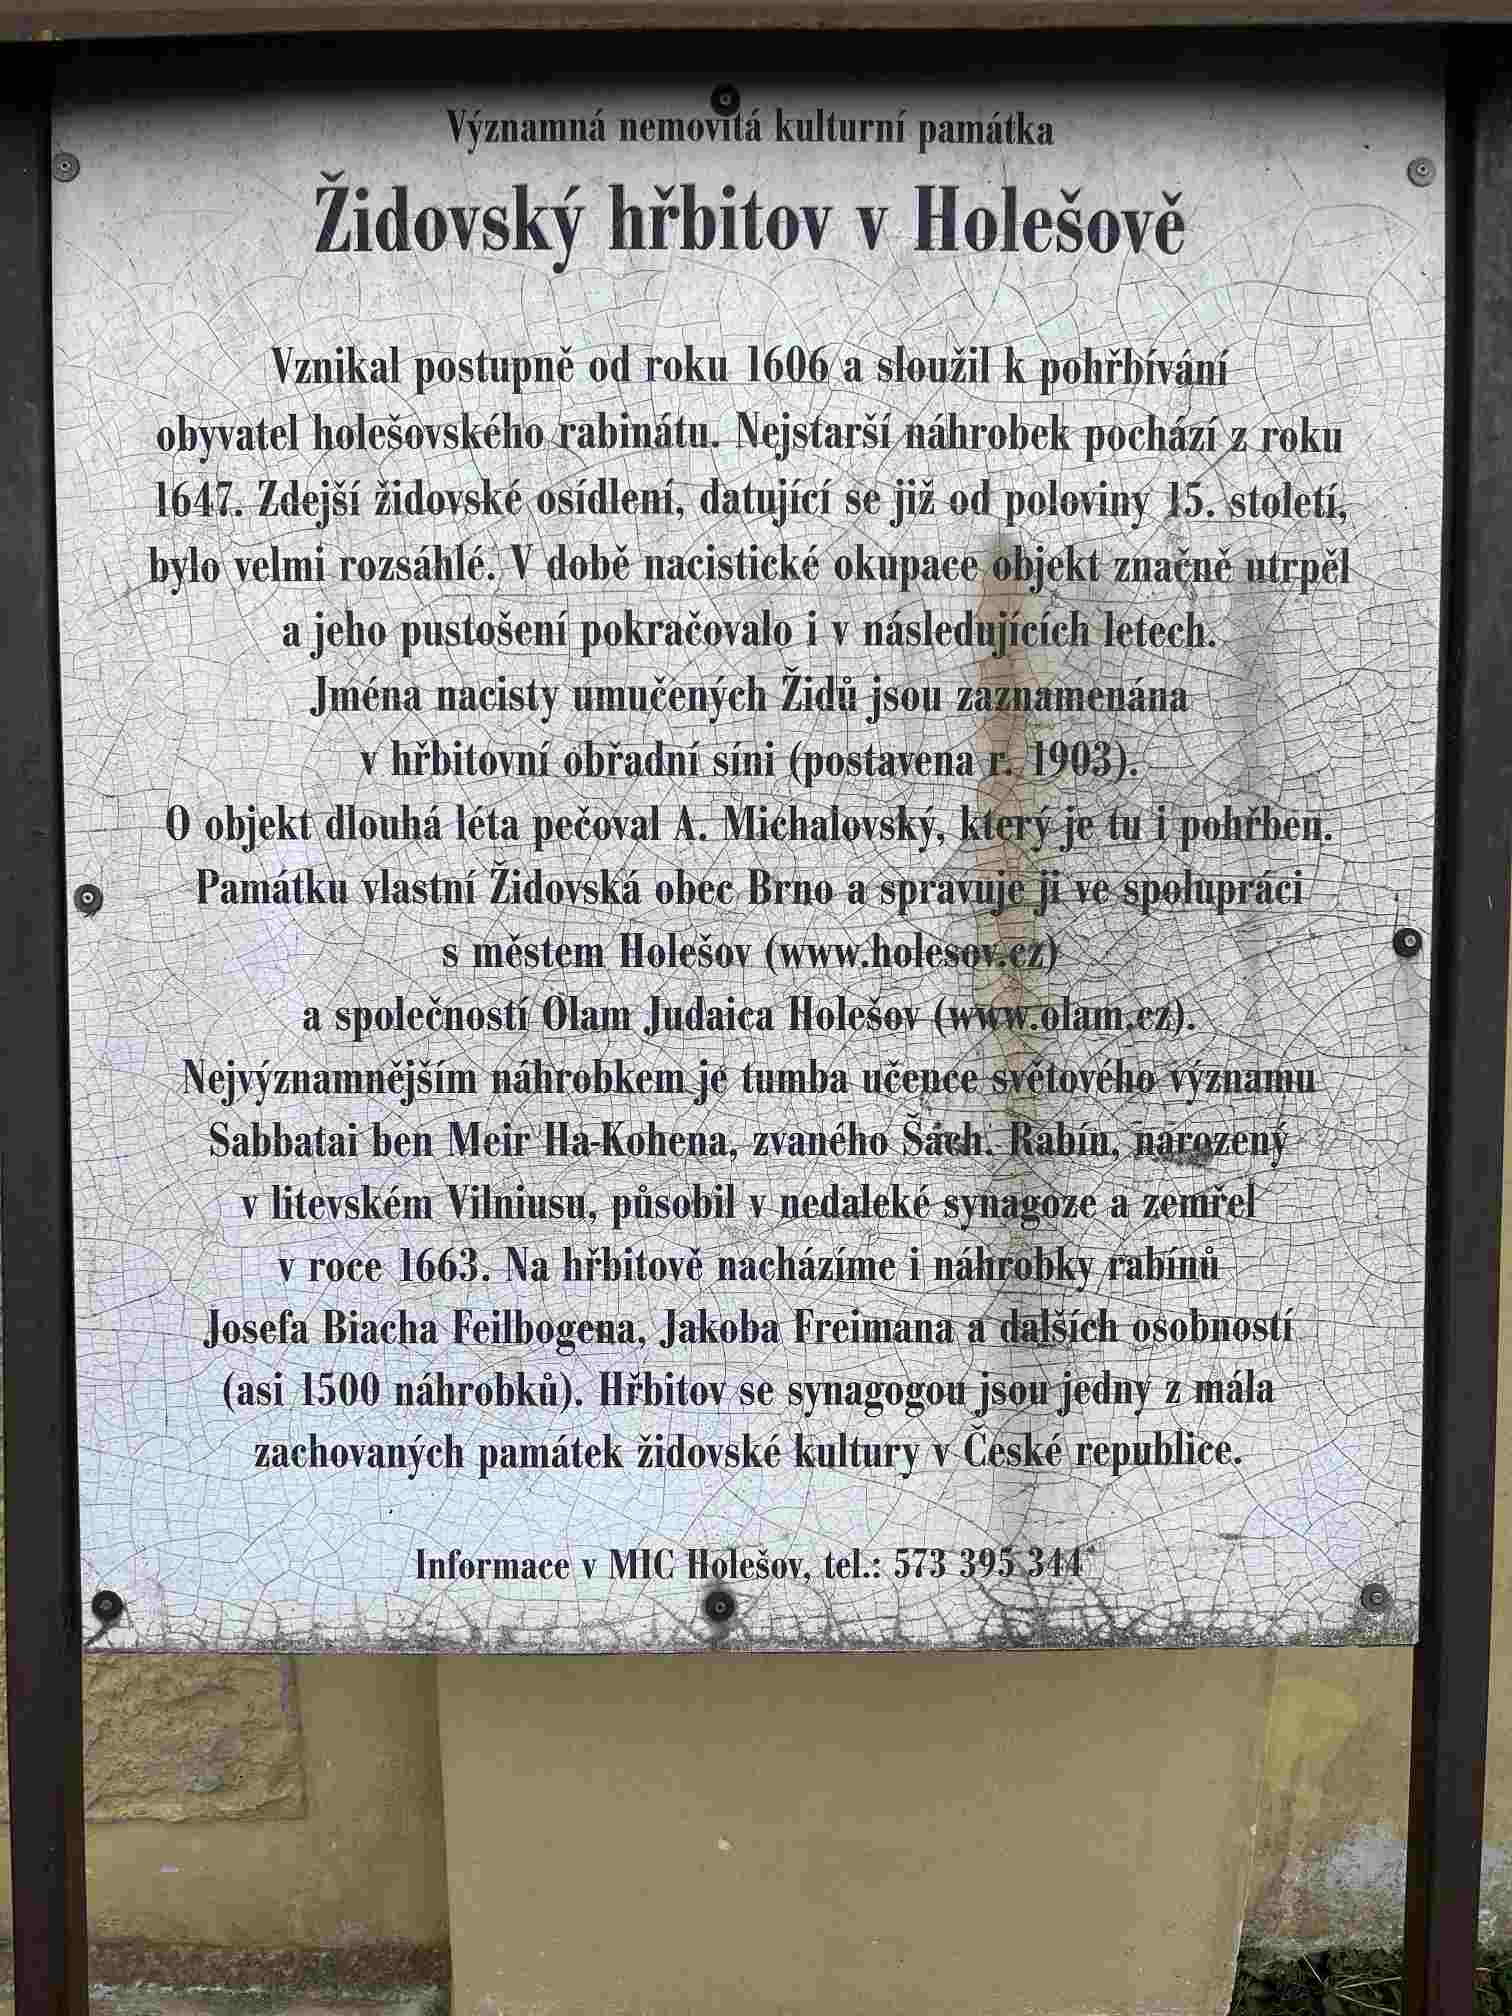 Významná nemovitá kulturní památka
Židovský hřbitov v Holešově
Vznikal postupně od roku 1606 a sloužil k pohřbívání
obyvatel holešovského rabinátu. Nejstarší náhrobek pochází z roku
1647. Zdejší židovské osídlení, datující se již od poloviny 15. století,
bylo velmi rozsáhlé. V době nacistické okupace objekt značně utrpěl
a jeho pustošení pokračovalo i v následujících letech.
Jména nacisty umučených Židů jsou zaznamenána
v hřbitovní obřadní síni (postavena r. 1903).
O objekt dlouhá léta pečoval A. Michalovský, který je tu i pohřben.
Památku vlastní Židovská obec Brno a spravuje ji ve spolupráci
s městem Holešov (www.holesov.cz)
a společností Olam Judaica Holešov (www.olam.cz).
Nejvýznamnějším náhrobkem je tumba učence světového významu
Sabbatai ben Meir Ha-Kohena, zvaného Šách. Rabín, narozený
v litevském Vilniusu, působil v nedaleké synagoze a zemřel
v roce 1663. Na hřbitově nacházíme i náhrobky rabínů
Josefa Biacha Feilbogena, Jakoba Freimana a dalších osobností
(asi 1500 náhrobků). Hřbitov se synagogou jsou jedny z mála
zachovaných památek židovské kultury v České republice.
Informace v MIC Holešov, tel.: 573 395 344